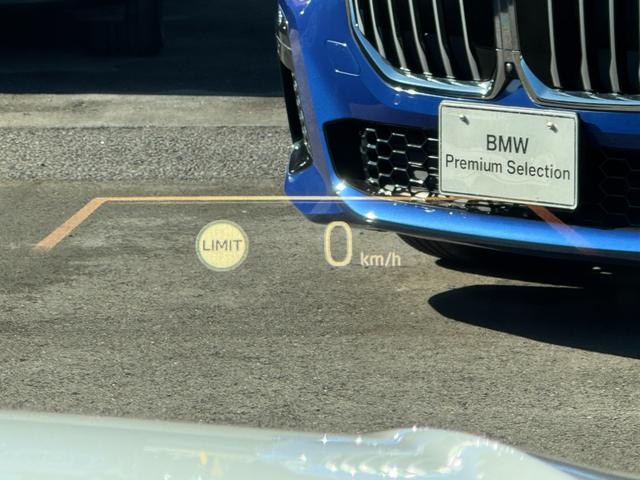 BMW
Premium Selection
LIMIT
0 km/h